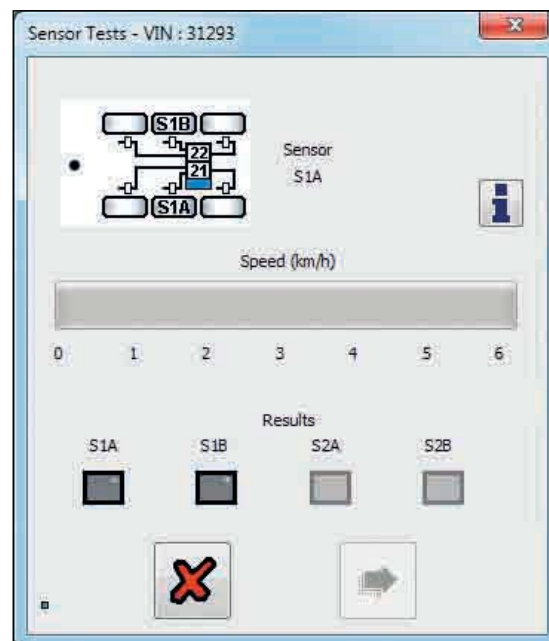 Sensor Tests - VIN : 31293
S1B
22
21
S1A
Sensor
S1A
i
Speed (km/h)
0 1 2 3 4 5 6
Results
S1A S1B S2A S2B